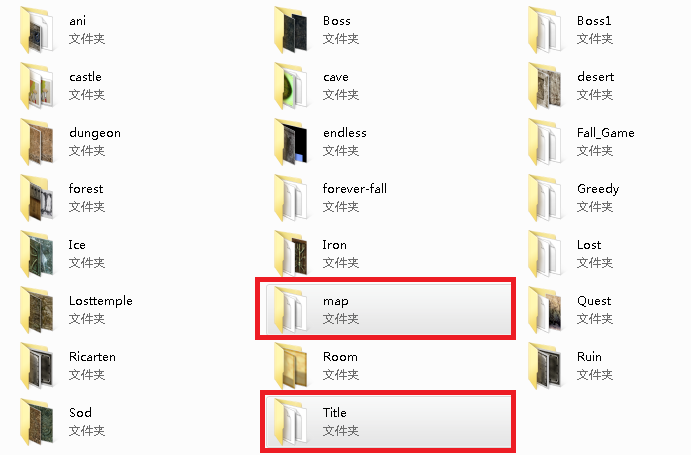 ani
文件夹
Boss
文件夹
Boss1
文件夹
castle
文件夹
cave
文件夹
desert
文件夹
dungeon
文件夹
endless
文件夹
Fall_Game
文件夹
forest
文件夹
forever-fall
文件夹
Greedy
文件夹
Ice
文件夹
Iron
文件夹
Lost
文件夹
Losttemple
文件夹
map
文件夹
Quest
文件夹
Ricarten
文件夹
Room
文件夹
Ruin
文件夹
Sod
文件夹
Title
文件夹